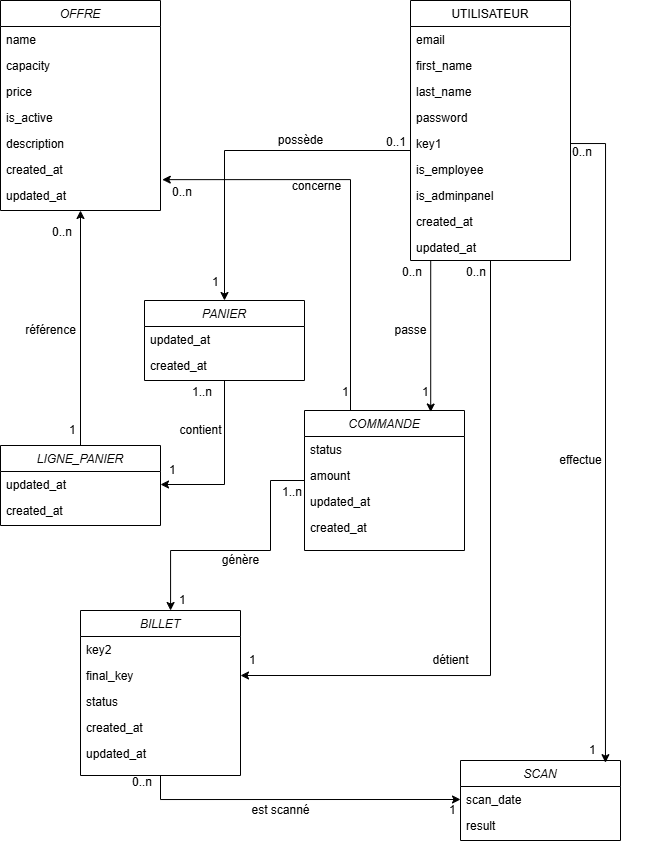 OFFRE
name
capacity
price
is_active
description
created_at
updated_at
UTILISATEUR
email
first_name
last_name
password
key1
is_employee
is_adminpanel
created_at
updated_at
possède
0..1
0..n
concerne
0..n
0..n
0..n
0..n
1
PANIER
updated_at
created_at
référence
passe
1..n
1
1
contient
1
COMMANDE
status
amount
updated_at
created_at
1
LIGNE_PANIER
updated_at
created_at
1
effectue
1..n
génère
1
BILLET
key2
final_key
status
created_at
updated_at
1
détient
0..n
est scanné
1
1
SCAN
scan_date
result